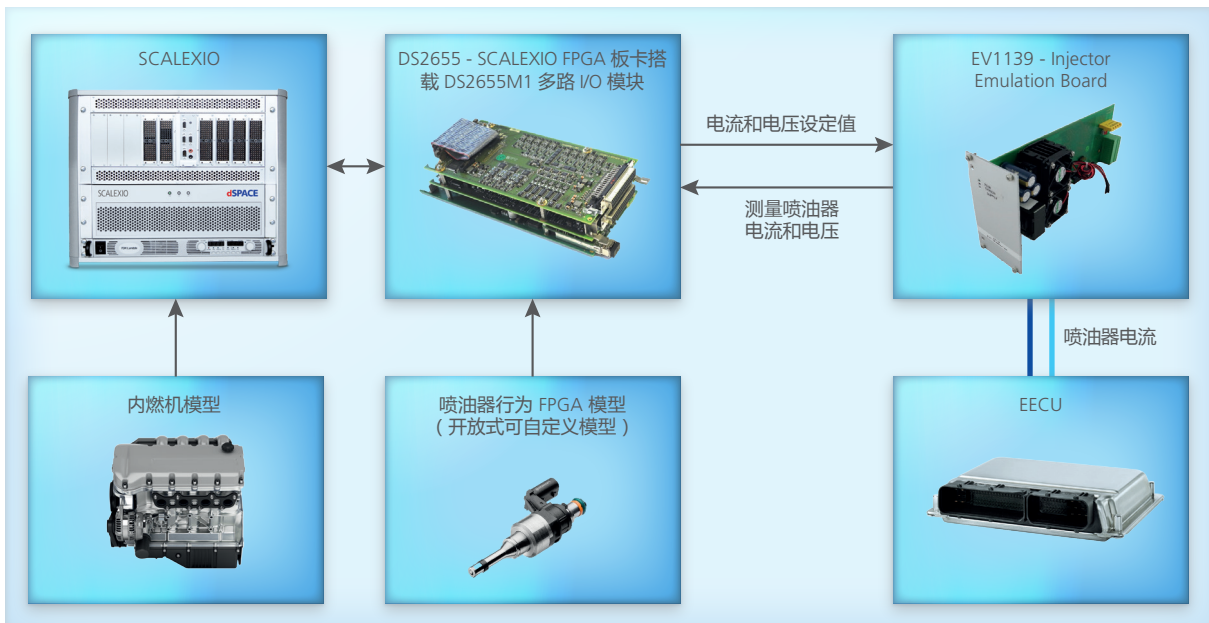 SCALEXIO
DS2655 - SCALEXIO FPGA 板卡搭
载 DS2655M1 多路 I/O 模块
EV1139 - Injector
Emulation Board
电流和电压设定值
测量喷油器
电流和电压
SCALEXIO
dSPACE
喷油器电流
内燃机模型
喷油器行为 FPGA 模型
（开放式可自定义模型）
EECU